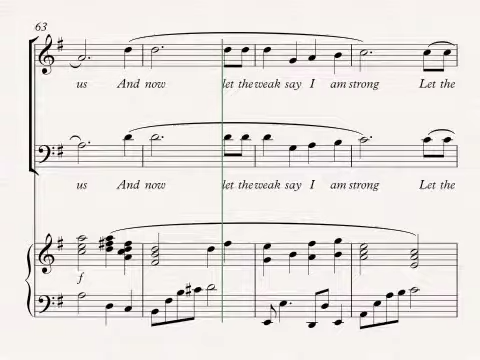 63
us And now let the weak say I am strong Let the
us And now let the weak say I am strong Let the
f